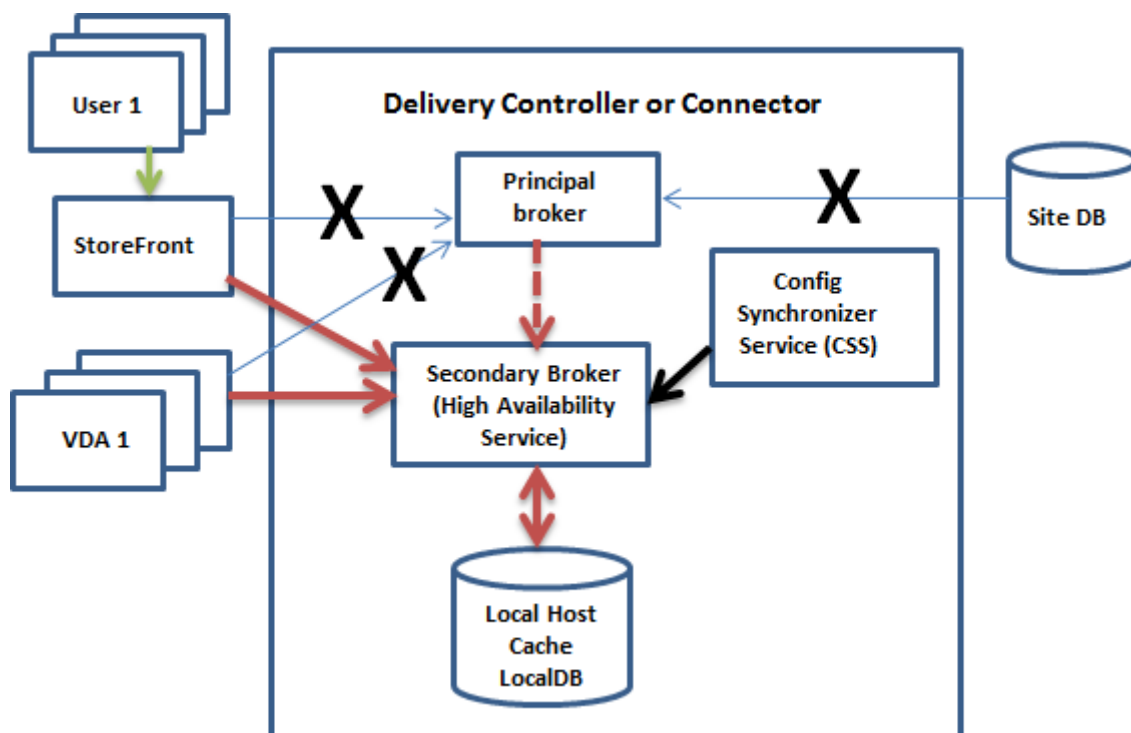 User 1
Delivery Controller or Connector
Principal
broker
X
X
X
StoreFront
Site DB
Config
Synchronizer
Service (CSS)
Secondary Broker
(High Availability
Service)
VDA 1
Local Host
Cache
LocalDB